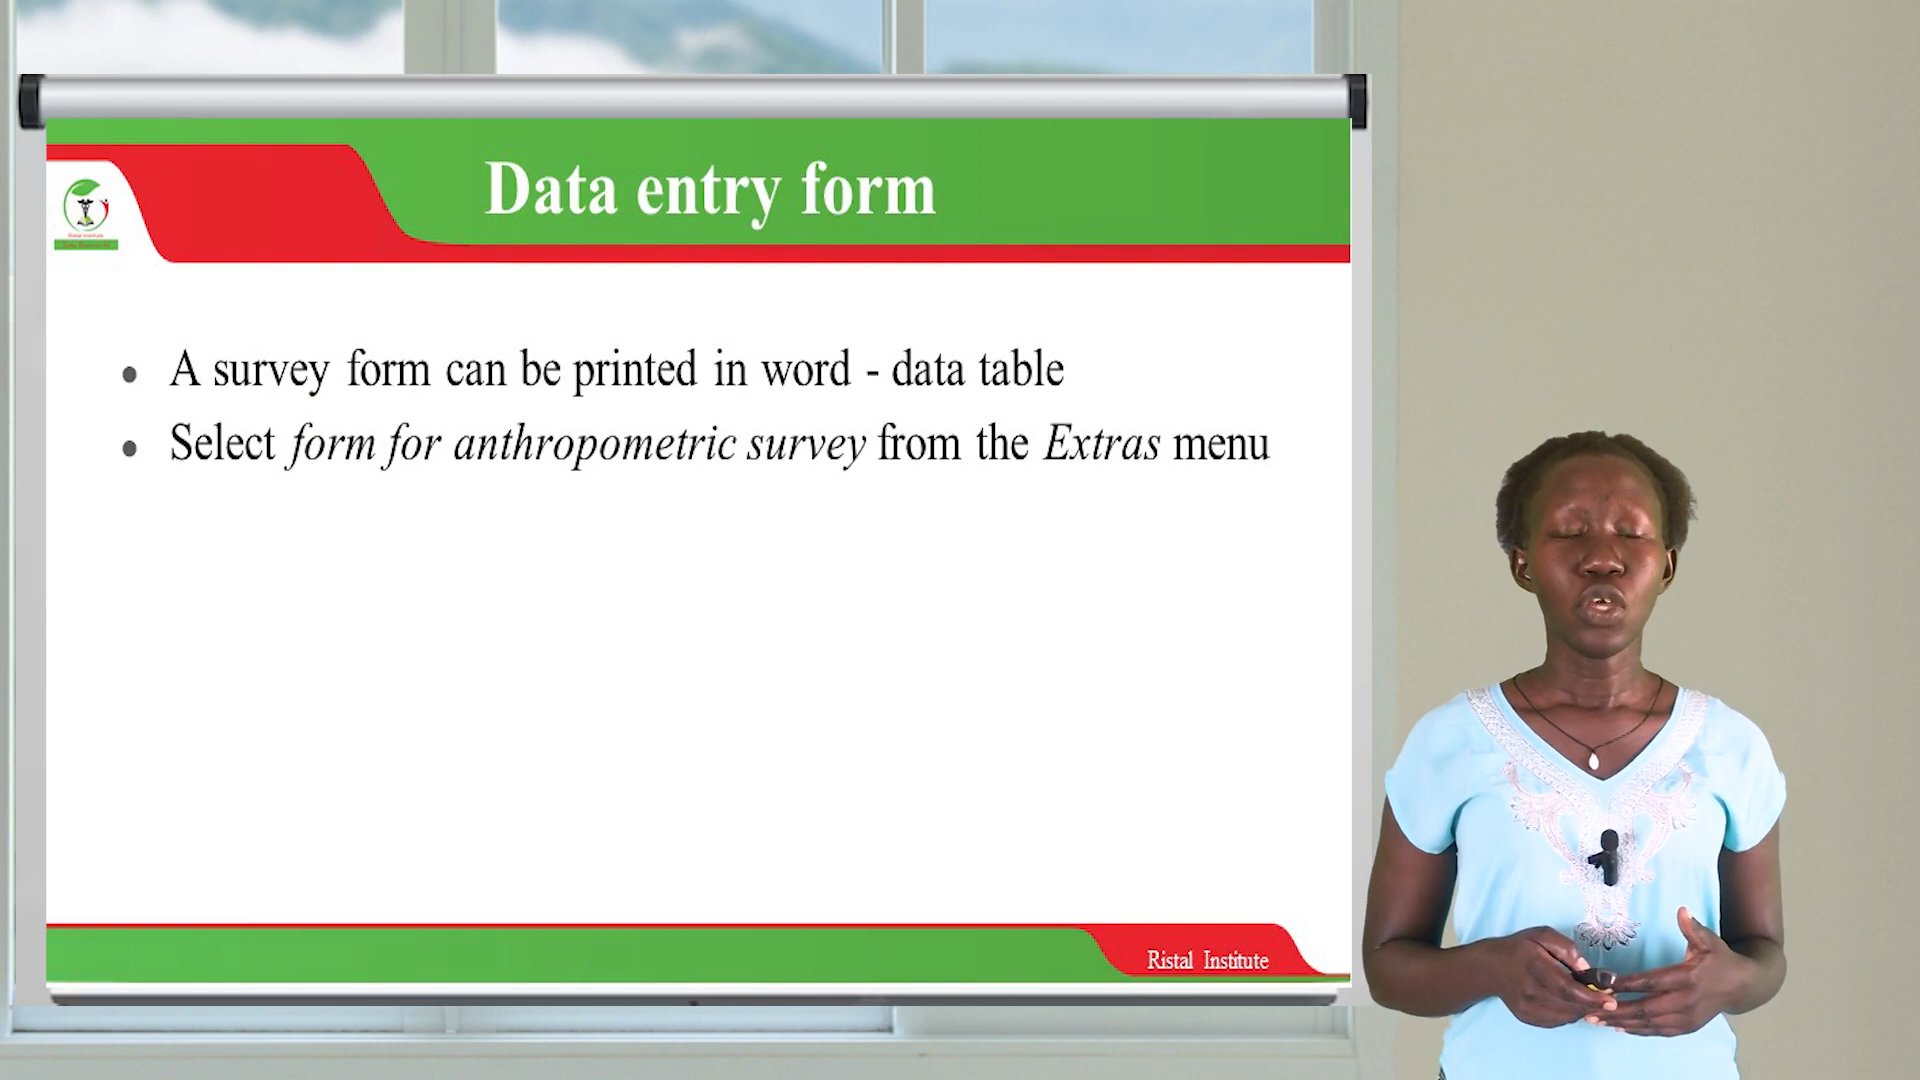 Data entry form
A survey form can be printed in word - data table
Select form for anthropometric survey from the Extras menu
Ristal Institute